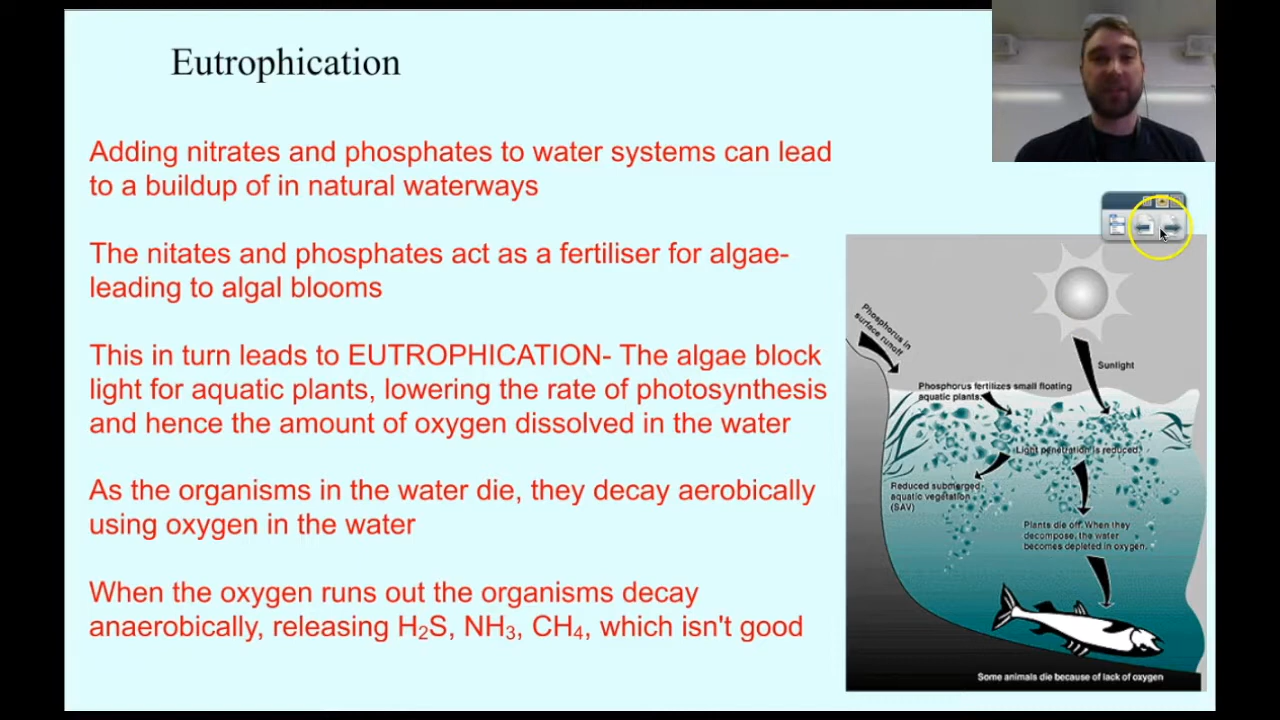 Eutrophication
Adding nitrates and phosphates to water systems can lead
to a buildup of in natural waterways
The nitates and phosphates act as a fertiliser for algae-
leading to algal blooms
This in turn leads to EUTROPHICATION- The algae block
light for aquatic plants, lowering the rate of photosynthesis
and hence the amount of oxygen dissolved in the water
As the organisms in the water die, they decay aerobically
using oxygen in the water
When the oxygen runs out the organisms decay
anaerobically, releasing H₂S, NH₃, CH₄, which isn't good
Phosphorus in
surface runoff
Sunlight
Phosphorus fertilizes small floating
aquatic plants.
Light penetration is reduced.
Reduced submerged
aquatic vegetation
(SAV)
Plants die off. When they
decompose, the water
becomes depleted in oxygen.
Some animals die because of lack of oxygen